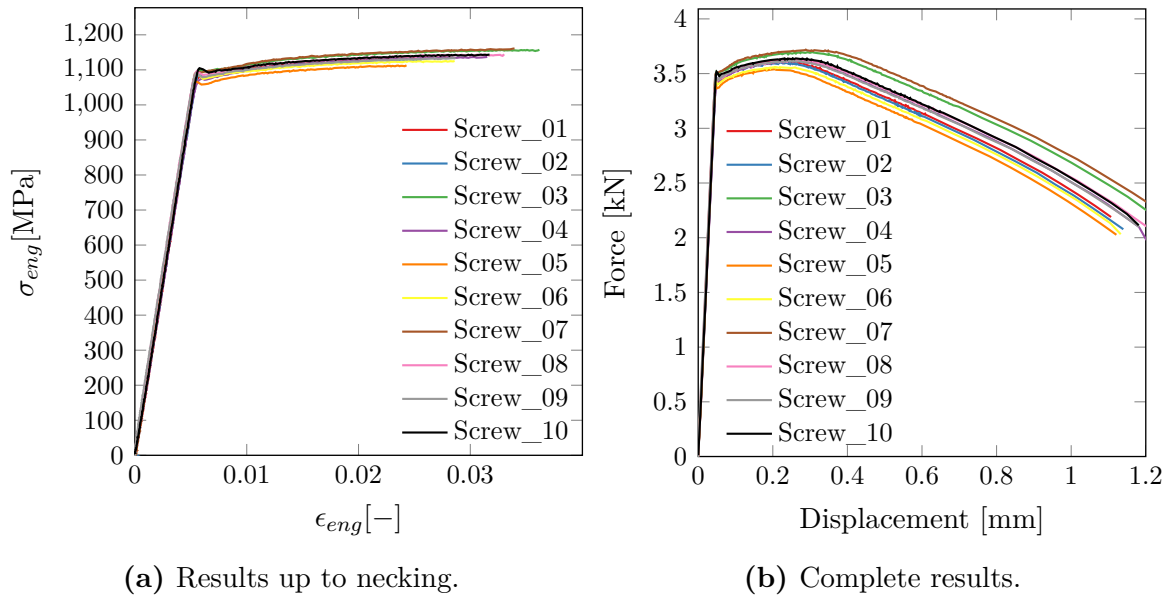 1,200
1,100
1,000
900
800
700
600
500
400
300
200
100
0
σeng[MPa]
0
0.01
0.02
0.03
ϵeng[−]
Screw_01
Screw_02
Screw_03
Screw_04
Screw_05
Screw_06
Screw_07
Screw_08
Screw_09
Screw_10
(a) Results up to necking.
4
3.5
3
2.5
2
1.5
1
0.5
0
Force [kN]
0
0.2
0.4
0.6
0.8
1
1.2
Displacement [mm]
Screw_01
Screw_02
Screw_03
Screw_04
Screw_05
Screw_06
Screw_07
Screw_08
Screw_09
Screw_10
(b) Complete results.